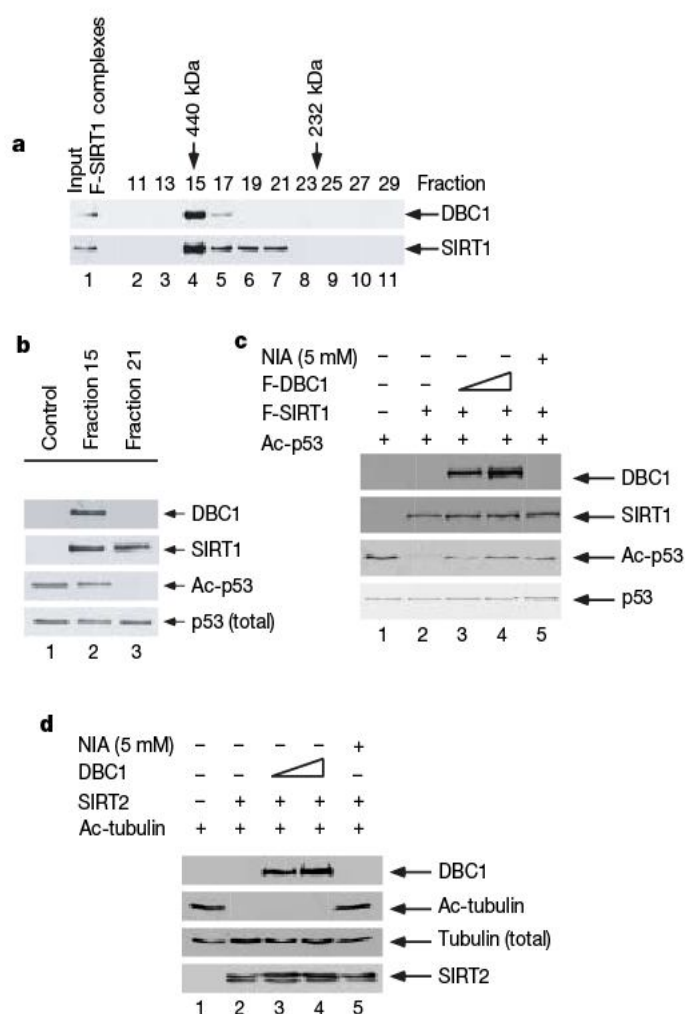 a
Input
F-SIRT1 complexes
440 kDa
232 kDa
11 13 15 17 19 21 23 25 27 29 Fraction
DBC1
SIRT1
1 2 3 4 5 6 7 8 9 10 11
b
Control
Fraction 15
Fraction 21
DBC1
SIRT1
Ac-p53
p53 (total)
1 2 3
c
NIA (5 mM) – – – – +
F-DBC1 – – –
F-SIRT1 – + + + +
Ac-p53 + + + + +
DBC1
SIRT1
Ac-p53
p53
1 2 3 4 5
d
NIA (5 mM) – – – – +
DBC1 – – –
SIRT2 – + + + +
Ac-tubulin + + + + +
DBC1
Ac-tubulin
Tubulin (total)
SIRT2
1 2 3 4 5